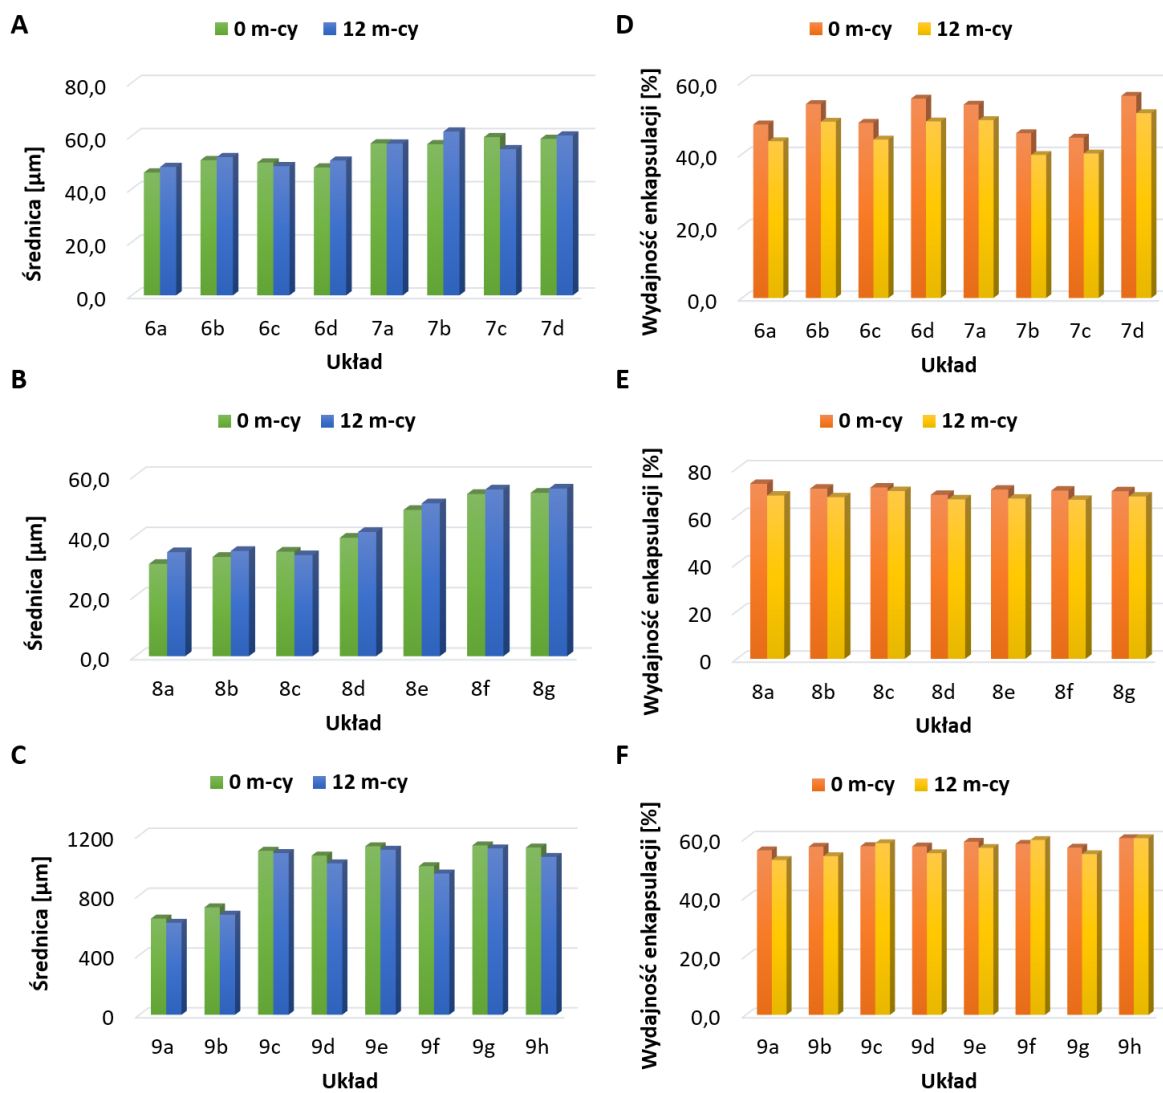 A
0 m-cy 12 m-cy
Średnica [µm]
80,0
60,0
40,0
20,0
0,0
6a 6b 6c 6d 7a 7b 7c 7d
Układ
D
0 m-cy 12 m-cy
Wydajność enkapsulacji [%]
60,0
40,0
20,0
0,0
6a 6b 6c 6d 7a 7b 7c 7d
Układ
B
0 m-cy 12 m-cy
Średnica [µm]
60,0
40,0
20,0
0,0
8a 8b 8c 8d 8e 8f 8g
Układ
E
0 m-cy 12 m-cy
Wydajność enkapsulacji [%]
80
60
40
20
0
8a 8b 8c 8d 8e 8f 8g
Układ
C
0 m-cy 12 m-cy
Średnica [µm]
1200
800
400
0
9a 9b 9c 9d 9e 9f 9g 9h
Układ
F
0 m-cy 12 m-cy
Wydajność enkapsulacji [%]
60,0
40,0
20,0
0,0
9a 9b 9c 9d 9e 9f 9g 9h
Układ